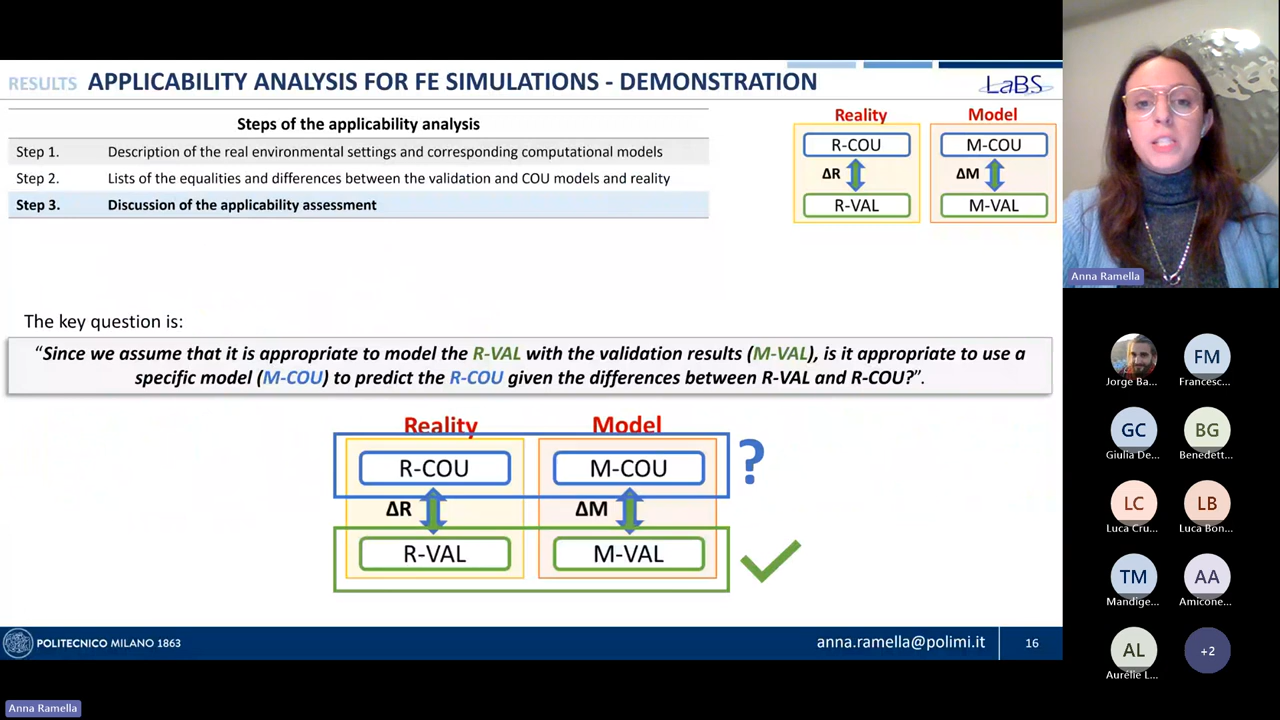 RESULTS APPLICABILITY ANALYSIS FOR FE SIMULATIONS - DEMONSTRATION
LaBS
Steps of the applicability analysis
Step 1. Description of the real environmental settings and corresponding computational models
Step 2. Lists of the equalities and differences between the validation and COU models and reality
Step 3. Discussion of the applicability assessment
Reality Model
R-COU M-COU
ΔR ΔM
R-VAL M-VAL
The key question is:
“Since we assume that it is appropriate to model the R-VAL with the validation results (M-VAL), is it appropriate to use a
specific model (M-COU) to predict the R-COU given the differences between R-VAL and R-COU?”.
Reality Model
R-COU M-COU ?
ΔR ΔM
R-VAL M-VAL
POLITECNICO MILANO 1863
anna.ramella@polimi.it 16
Anna Ramella
FM
Jorge Ba... Francesc...
GC BG
Giulia De... Benedett...
LC LB
Luca Cru... Luca Bon...
TM AA
Mandige... Amicone...
AL +2
Aurélie L...
Anna Ramella